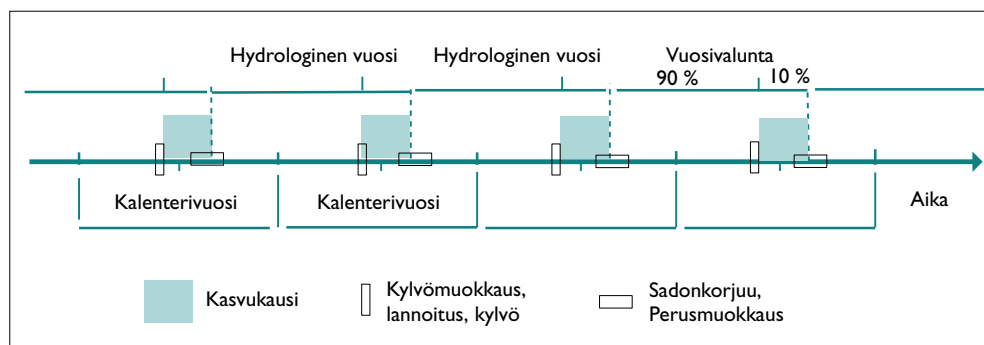 Hydrologinen vuosi
Hydrologinen vuosi
Vuosivalunta
90 %
10 %
Kalenterivuosi
Kalenterivuosi
Aika
Kasvukausi
Kylvömuokkaus,
lannoitus, kylvö
Sadonkorjuu,
Perusmuokkaus